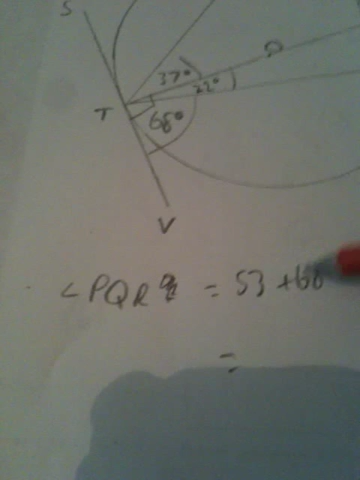 S
37°
22°
T
68°
V
<PQR = 53 + 68
=